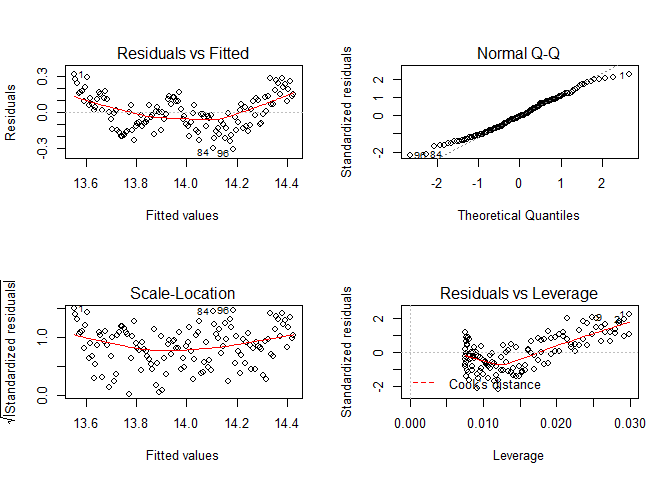 Residuals vs Fitted
Residuals
0.3
0.0
-0.3
1
84
96
13.6 13.8 14.0 14.2 14.4
Fitted values
Normal Q-Q
Standardized residuals
2
1
0
-2
1
96 84
-2 -1 0 1 2
Theoretical Quantiles
Scale-Location
√|Standardized residuals|
1.0
0.0
1
84
96
13.6 13.8 14.0 14.2 14.4
Fitted values
Residuals vs Leverage
Standardized residuals
2
0
-2
1
Cook's distance
0.000 0.010 0.020 0.030
Leverage